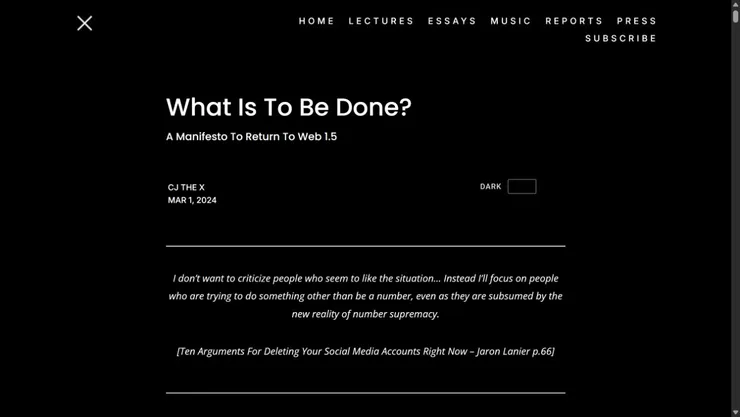 HOME LECTURES ESSAYS MUSIC REPORTS PRESS
SUBSCRIBE
What Is To Be Done?
A Manifesto To Return To Web 1.5
CJ THE X
MAR 1, 2024
DARK
I don’t want to criticize people who seem to like the situation… Instead I’ll focus on people
who are trying to do something other than be a number, even as they are subsumed by the
new reality of number supremacy.
[Ten Arguments For Deleting Your Social Media Accounts Right Now – Jaron Lanier p.66]